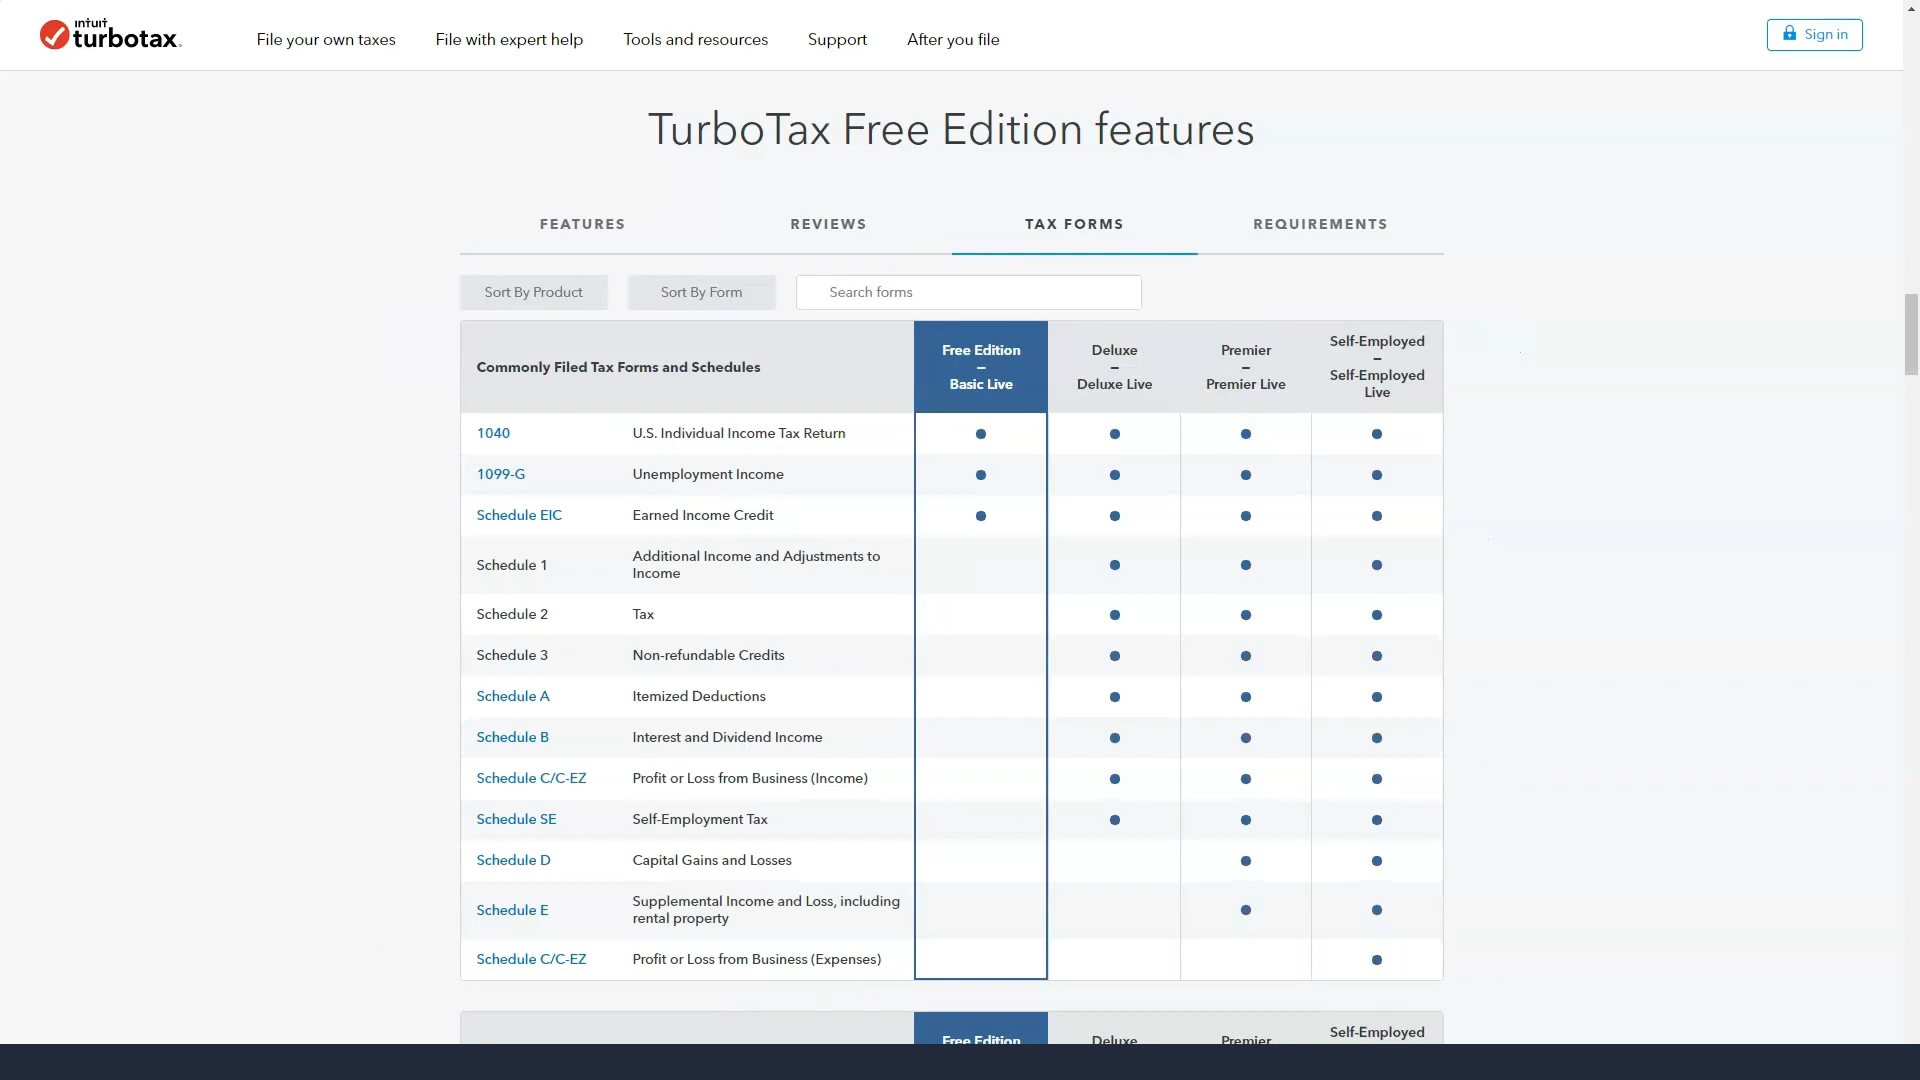 intuit
turbotax.
File your own taxes File with expert help Tools and resources Support After you file
Sign in
TurboTax Free Edition features
FEATURES REVIEWS TAX FORMS REQUIREMENTS
Sort By Product Sort By Form Search forms
Commonly Filed Tax Forms and Schedules
Free Edition
–
Basic Live
Deluxe
–
Deluxe Live
Premier
–
Premier Live
Self-Employed
–
Self-Employed
Live
1040 U.S. Individual Income Tax Return
1099-G Unemployment Income
Schedule EIC Earned Income Credit
Schedule 1 Additional Income and Adjustments to
Income
Schedule 2 Tax
Schedule 3 Non-refundable Credits
Schedule A Itemized Deductions
Schedule B Interest and Dividend Income
Schedule C/C-EZ Profit or Loss from Business (Income)
Schedule SE Self-Employment Tax
Schedule D Capital Gains and Losses
Schedule E Supplemental Income and Loss, including
rental property
Schedule C/C-EZ Profit or Loss from Business (Expenses)
Free Edition Deluxe Premier Self-Employed